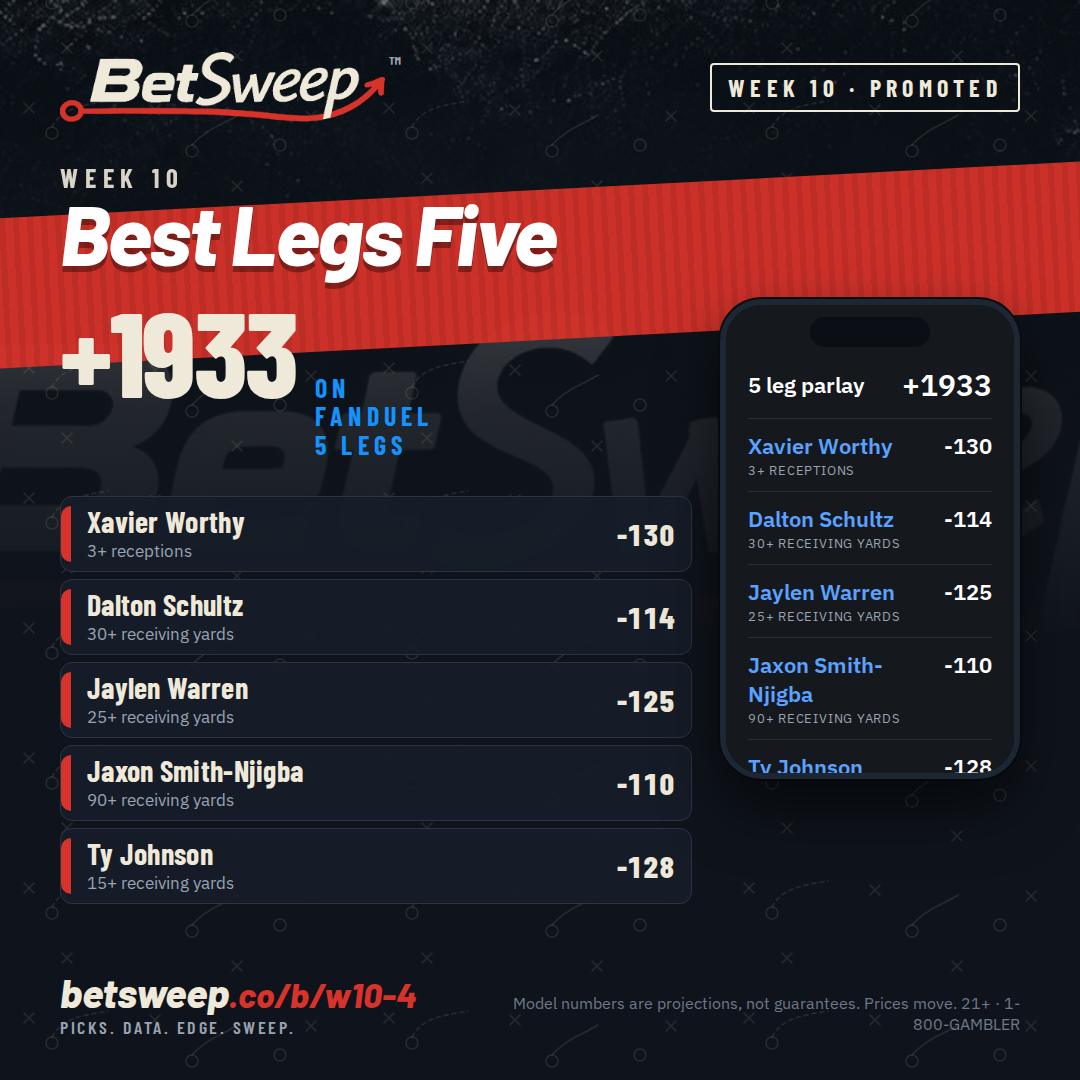 BetSweep™
WEEK 10 · PROMOTED
WEEK 10
Best Legs Five
+1933
ON
FANDUEL
5 LEGS
Xavier Worthy
3+ receptions
-130
Dalton Schultz
30+ receiving yards
-114
Jaylen Warren
25+ receiving yards
-125
Jaxon Smith-Njigba
90+ receiving yards
-110
Ty Johnson
15+ receiving yards
-128
5 leg parlay +1933
Xavier Worthy -130
3+ RECEPTIONS
Dalton Schultz -114
30+ RECEIVING YARDS
Jaylen Warren -125
25+ RECEIVING YARDS
Jaxon Smith- -110
Njigba
90+ RECEIVING YARDS
Ty Johnson -128
betsweep.co/b/w10-4
PICKS. DATA. EDGE. SWEEP.
Model numbers are projections, not guarantees. Prices move. 21+ · 1-
800-GAMBLER